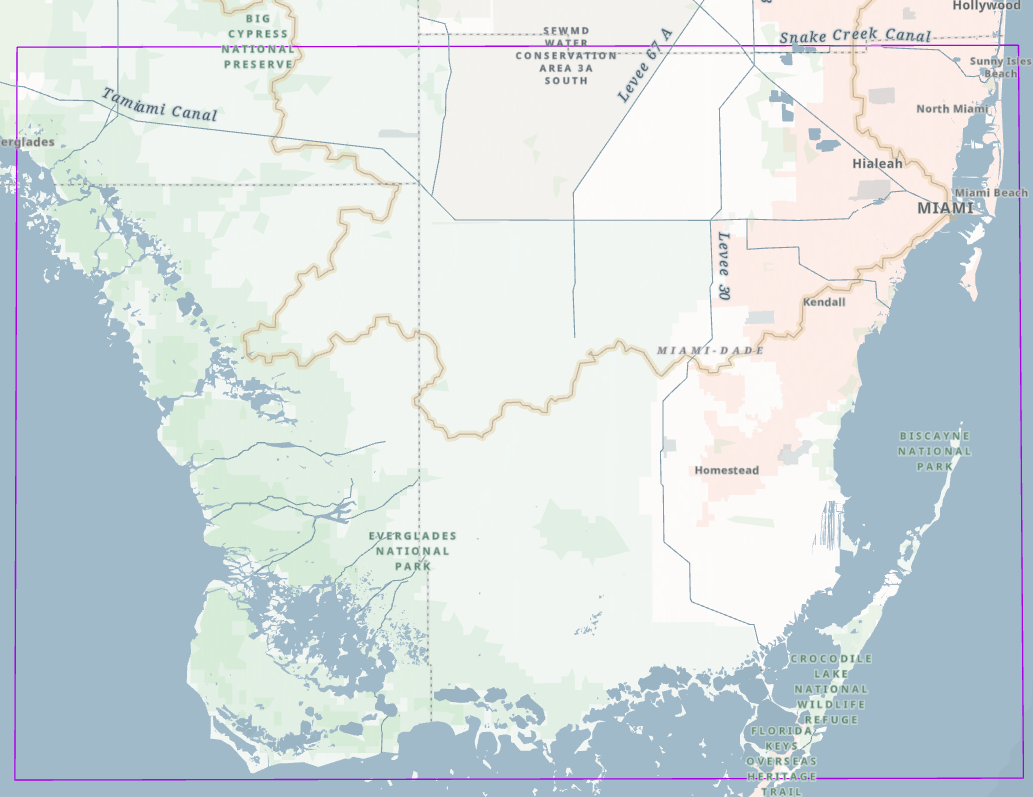 Hollywood
BIG
CYPRESS
NATIONAL
PRESERVE
SFWMD
WATER
CONSERVATION
AREA 3A
SOUTH
Levee 67 A
Snake Creek Canal
Sunny Isles
Beach
Tamiami Canal
North Miami
erglades
Hialeah
Miami Beach
MIAMI
Levee 30
Kendall
MIAMI-DADE
BISCAYNE
NATIONAL
PARK
Homestead
EVERGLADES
NATIONAL
PARK
CROCODILE
LAKE
NATIONAL
WILDLIFE
REFUGE
FLORIDA
KEYS
OVERSEAS
HERITAGE
TRAIL